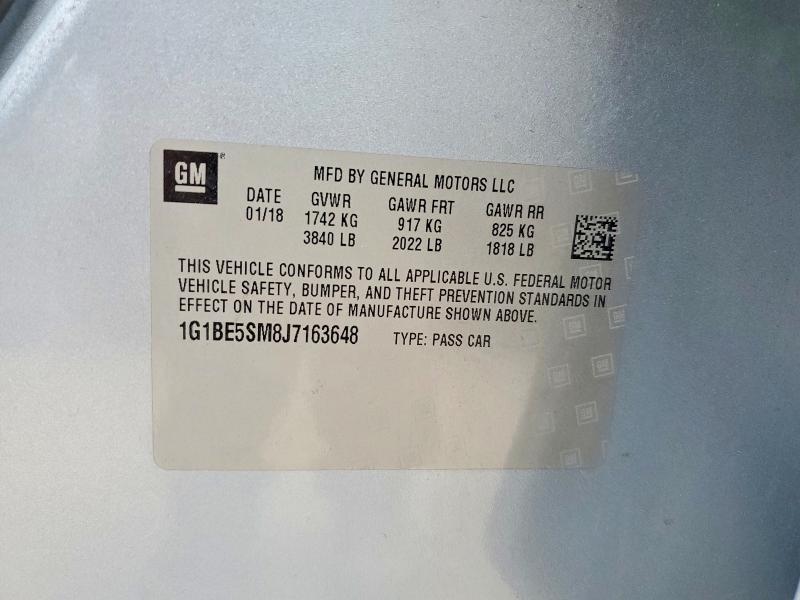 GM®
MFD BY GENERAL MOTORS LLC
DATE GVWR GAWR FRT GAWR RR
01/18 1742 KG 917 KG 825 KG
3840 LB 2022 LB 1818 LB
THIS VEHICLE CONFORMS TO ALL APPLICABLE U.S. FEDERAL MOTOR
VEHICLE SAFETY, BUMPER, AND THEFT PREVENTION STANDARDS IN
EFFECT ON THE DATE OF MANUFACTURE SHOWN ABOVE.
1G1BE5SM8J7163648 TYPE: PASS CAR